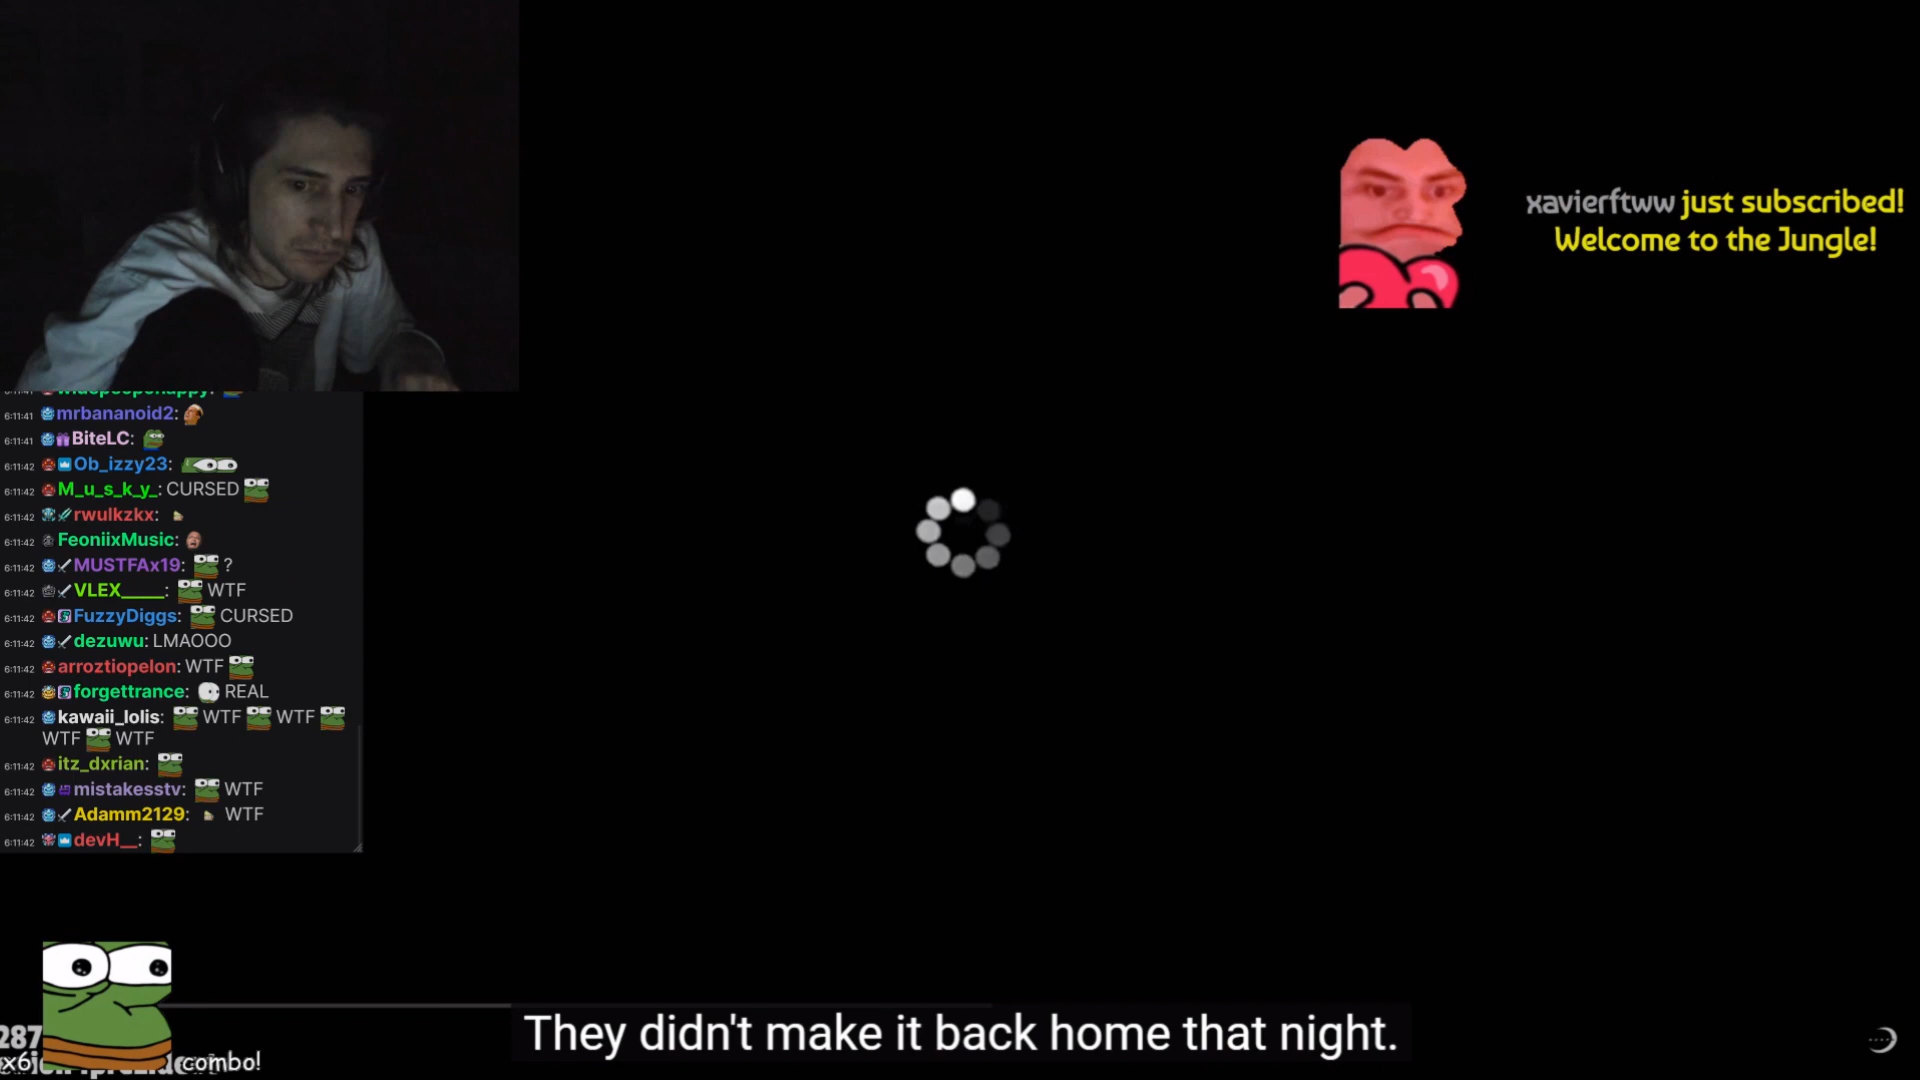 xavierftww just subscribed!
Welcome to the Jungle!
6:11:41 mrbananoid2:
6:11:41 BiteLC:
6:11:42 Ob_izzy23:
6:11:42 M_u_s_k_y_: CURSED
6:11:42 rwulkzkx:
6:11:42 FeoniixMusic:
6:11:42 MUSTFAx19: ?
6:11:42 VLEX_____: WTF
6:11:42 FuzzyDiggs: CURSED
6:11:42 dezuwu: LMAOOO
6:11:42 arroztiopelon: WTF
6:11:42 forgettrance: REAL
6:11:42 kawaii_lolis: WTF WTF
WTF WTF
6:11:42 itz_dxrian:
6:11:42 mistakesstv: WTF
6:11:42 Adamm2129: WTF
6:11:42 devH__:
They didn't make it back home that night.
287
x6 combo!